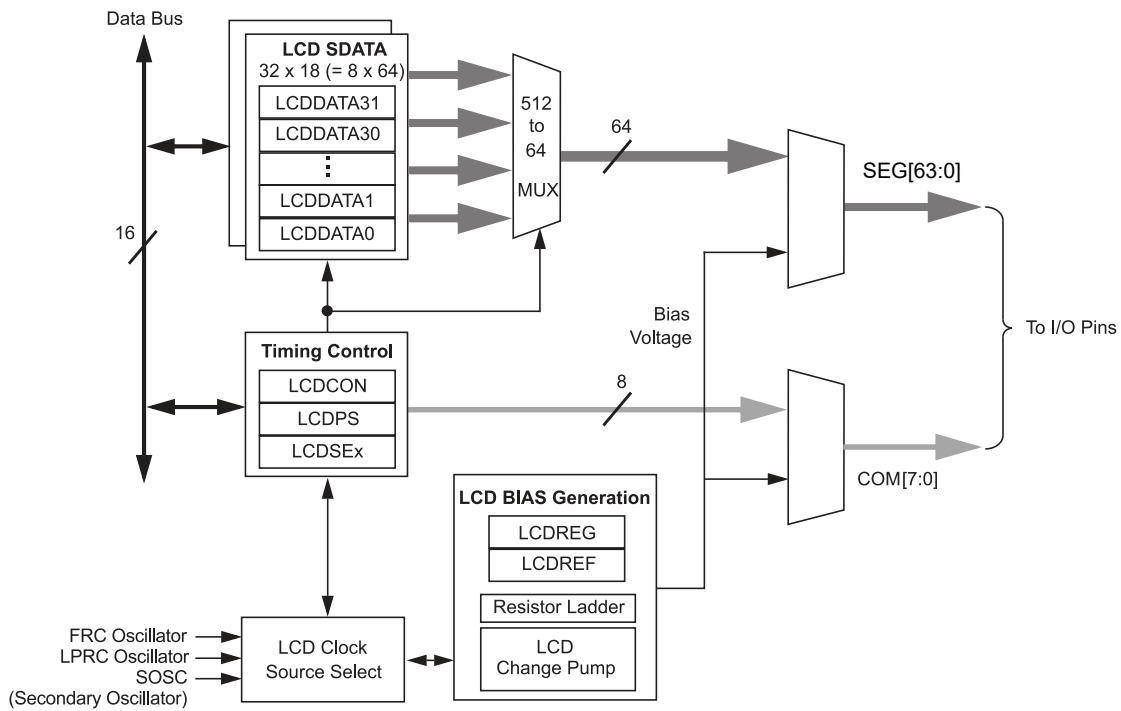 Data Bus
LCD SDATA
32 x 18 (= 8 x 64)
LCDDATA31
LCDDATA30
LCDDATA1
LCDDATA0
512
to
64
MUX
64
SEG[63:0]
16
Bias
Voltage
To I/O Pins
Timing Control
LCDCON
LCDPS
LCDSEx
8
COM[7:0]
LCD BIAS Generation
LCDREG
LCDREF
Resistor Ladder
LCD
Change Pump
FRC Oscillator
LPRC Oscillator
SOSC
(Secondary Oscillator)
LCD Clock
Source Select